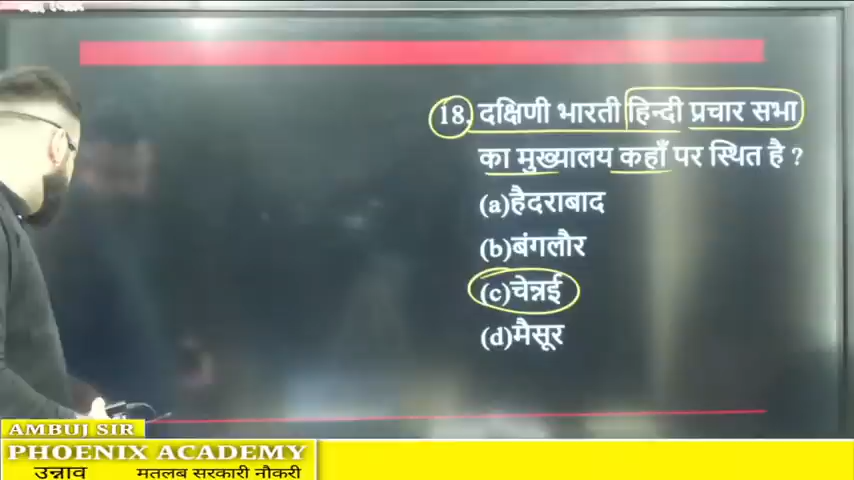 18. दक्षिणी भारती हिन्दी प्रचार सभा
का मुख्यालय कहाँ पर स्थित है ?
(a)हैदराबाद
(b)बंगलौर
(c)चेन्नई
(d)मैसूर
AMBUJ SIR
PHOENIX ACADEMY
उन्नाव मतलब सरकारी नौकरी